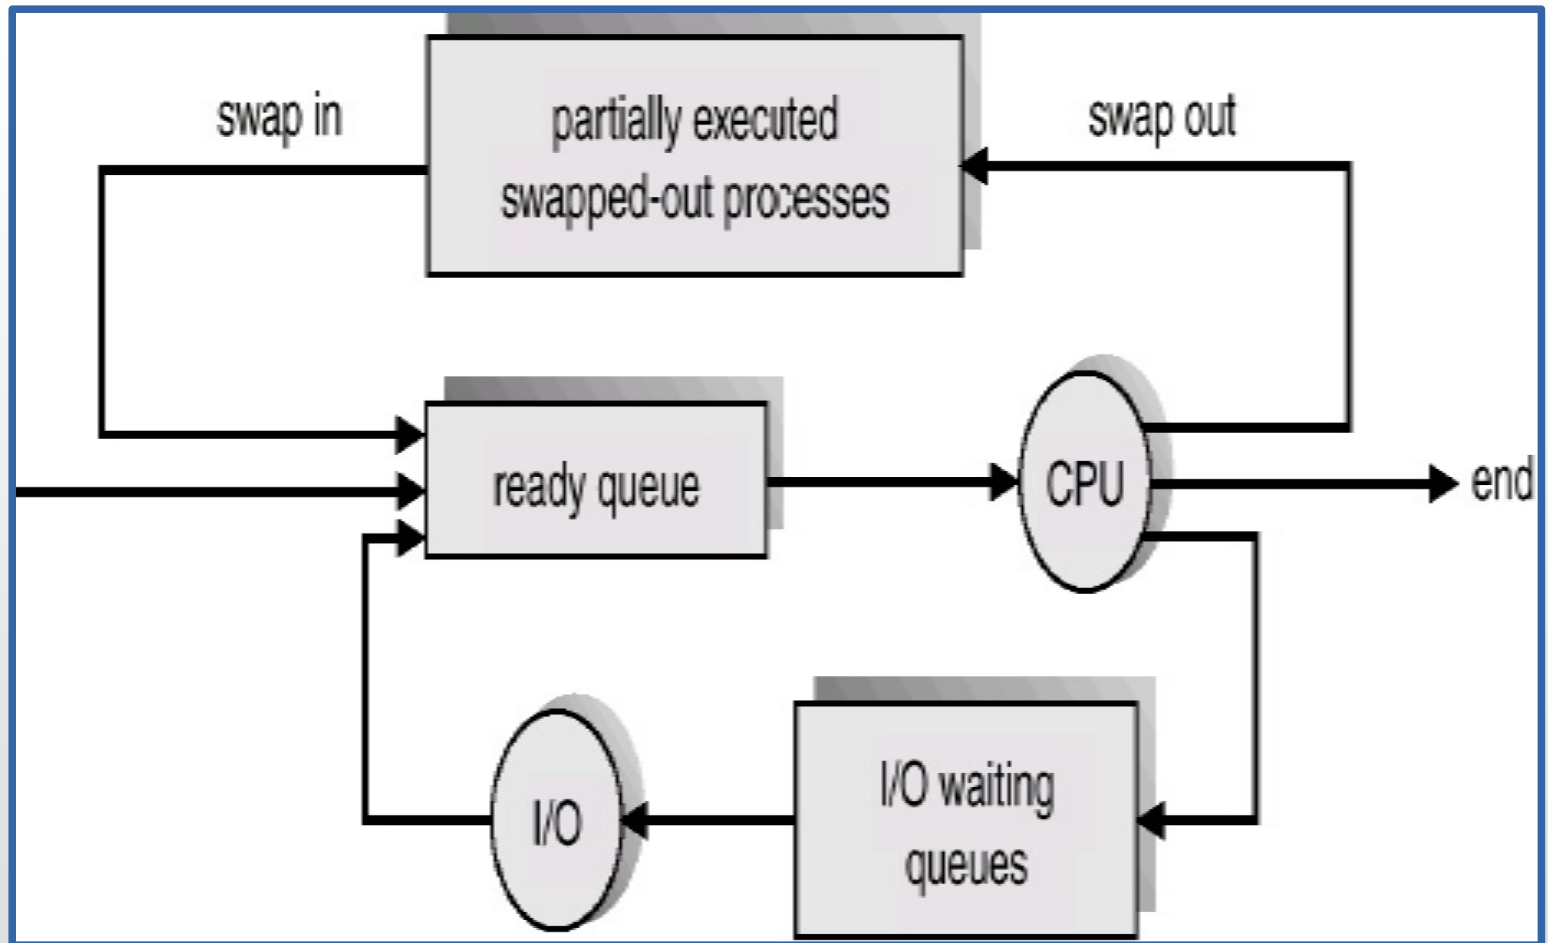 swap in
partially executed
swapped-out processes
swap out
ready queue
CPU
end
I/O
I/O waiting
queues